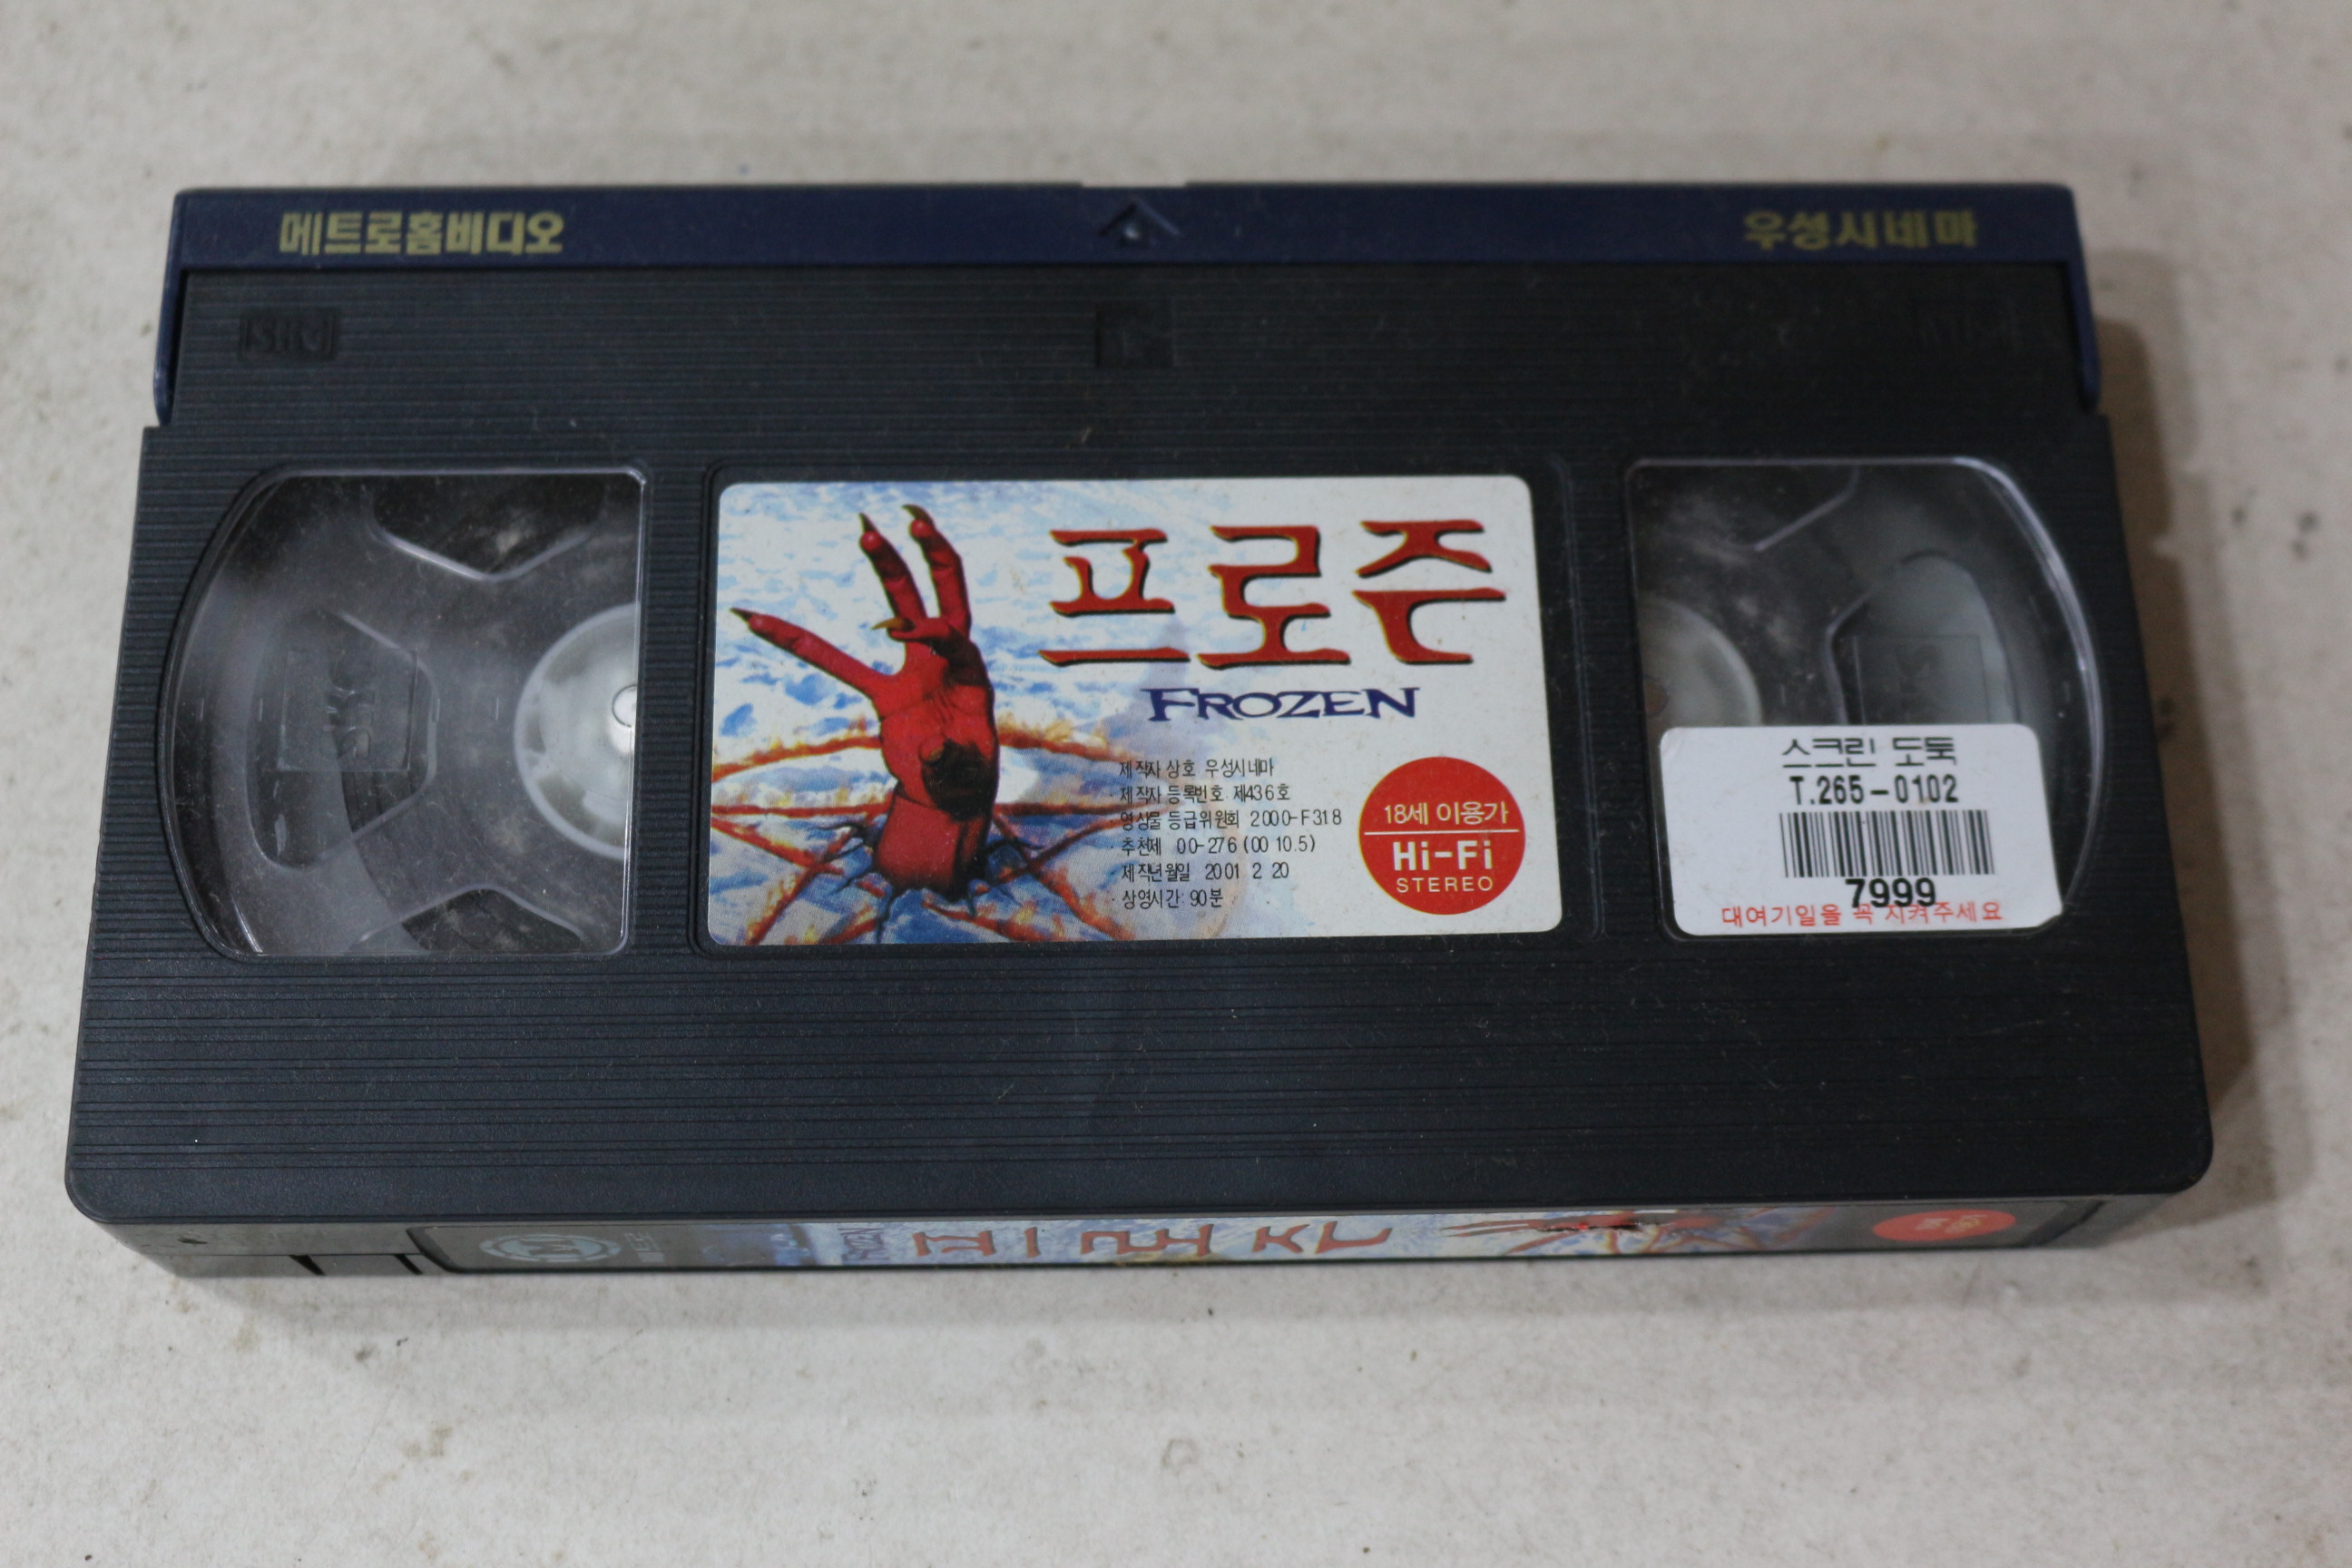 메트로홈비디오
우성시네마
프로즌
FROZEN
제작자 상호 우성시네마
· 제작자 등록번호 제436호
· 영상물 등급위원회 2000-F318
· 추천제 00-276 (00 10.5)
· 제작년월일 2001 2 20
· 상영시간: 90분
18세 이용가
Hi-Fi
STEREO
스크린 도둑
T.265-0102
7999
대여기일을 꼭 지켜주세요
FROZEN
프로즌